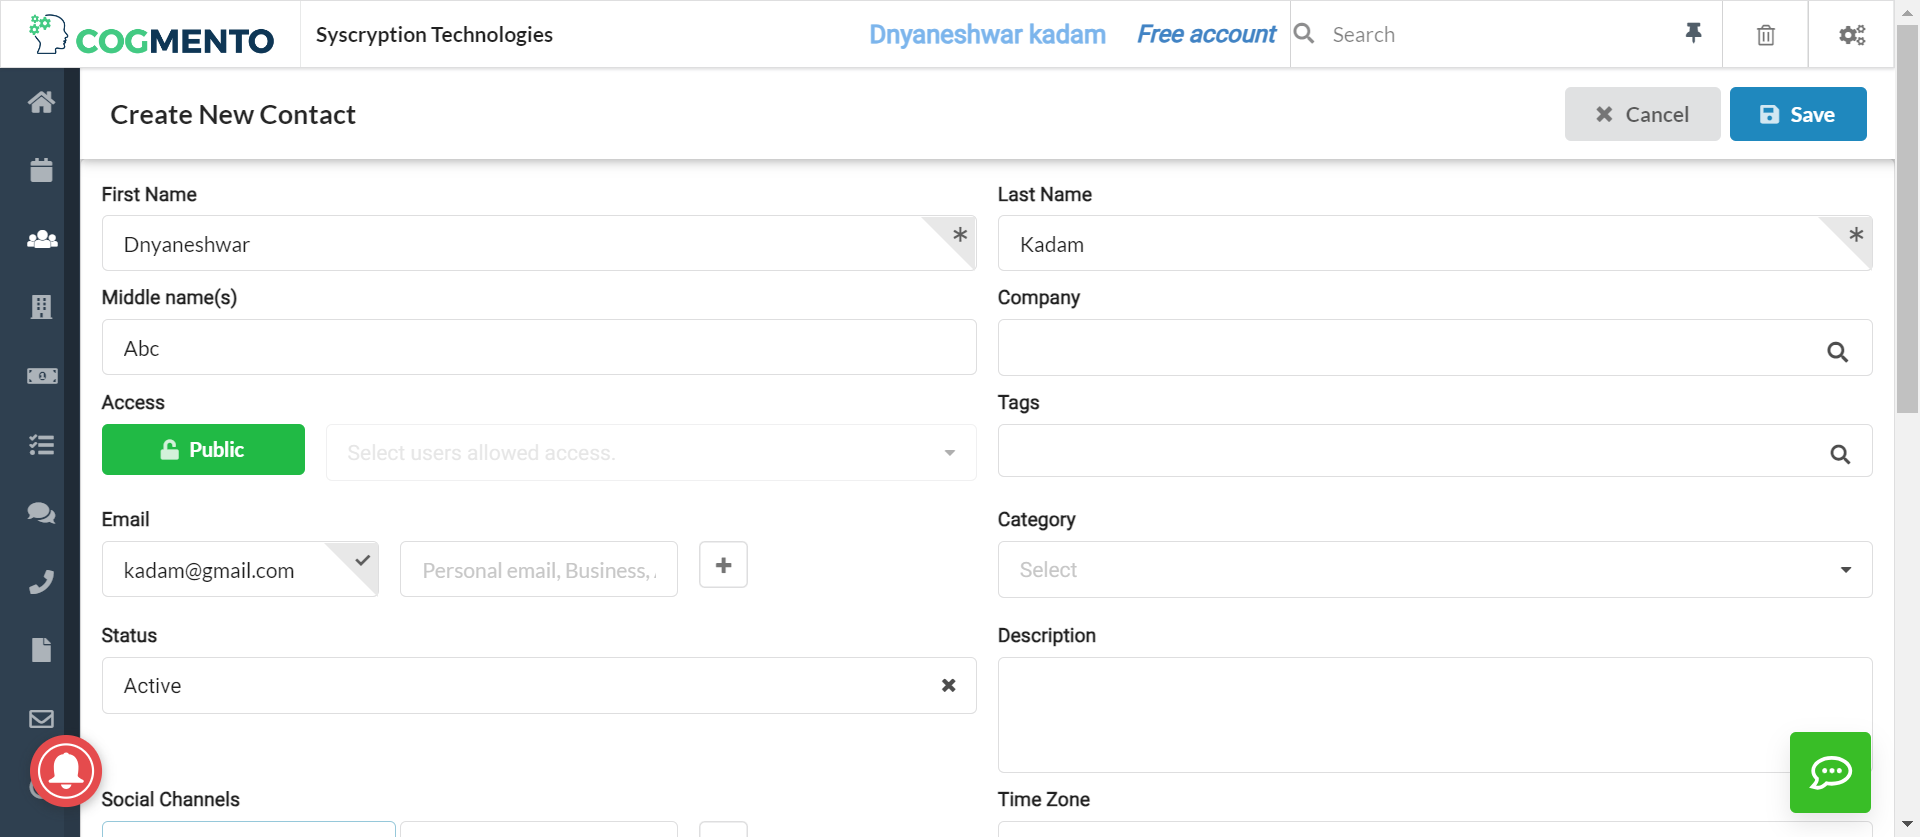 COGMENTO
Syscryption Technologies
Dnyaneshwar kadam
Free account
Search
Create New Contact
Cancel
Save
First Name
Last Name
Dnyaneshwar
*
Kadam
*
Middle name(s)
Company
Abc
Access
Tags
Public
Select users allowed access.
Email
Category
kadam@gmail.com
Personal email, Business,
Select
Status
Description
Active
Social Channels
Time Zone